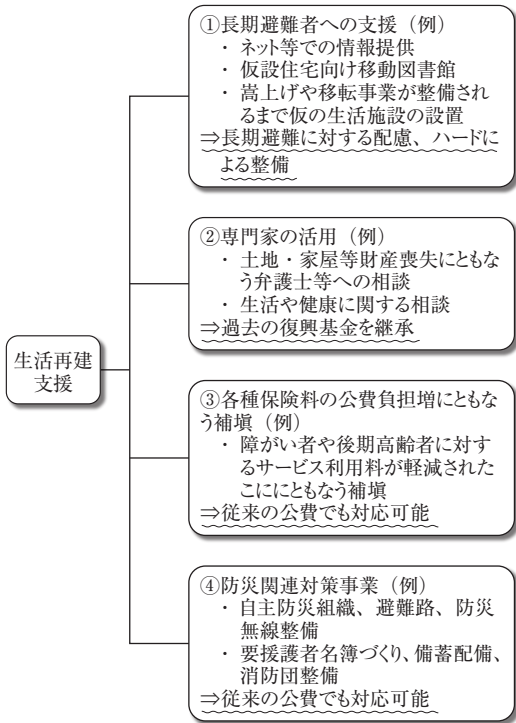 ①長期避難者への支援（例）
・ ネット等での情報提供
・ 仮設住宅向け移動図書館
・ 嵩上げや移転事業が整備され
るまで仮の生活施設の設置
⇒長期避難に対する配慮、ハードに
よる整備
②専門家の活用（例）
・ 土地・家屋等財産喪失にともな
う弁護士等への相談
・ 生活や健康に関する相談
⇒過去の復興基金を継承
生活再建
支援
③各種保険料の公費負担増にともな
う補塡（例）
・ 障がい者や後期高齢者に対す
るサービス利用料が軽減された
こににともなう補塡
⇒従来の公費でも対応可能
④防災関連対策事業（例）
・ 自主防災組織、避難路、防災
無線整備
・ 要援護者名簿づくり、備蓄配備、
消防団整備
⇒従来の公費でも対応可能